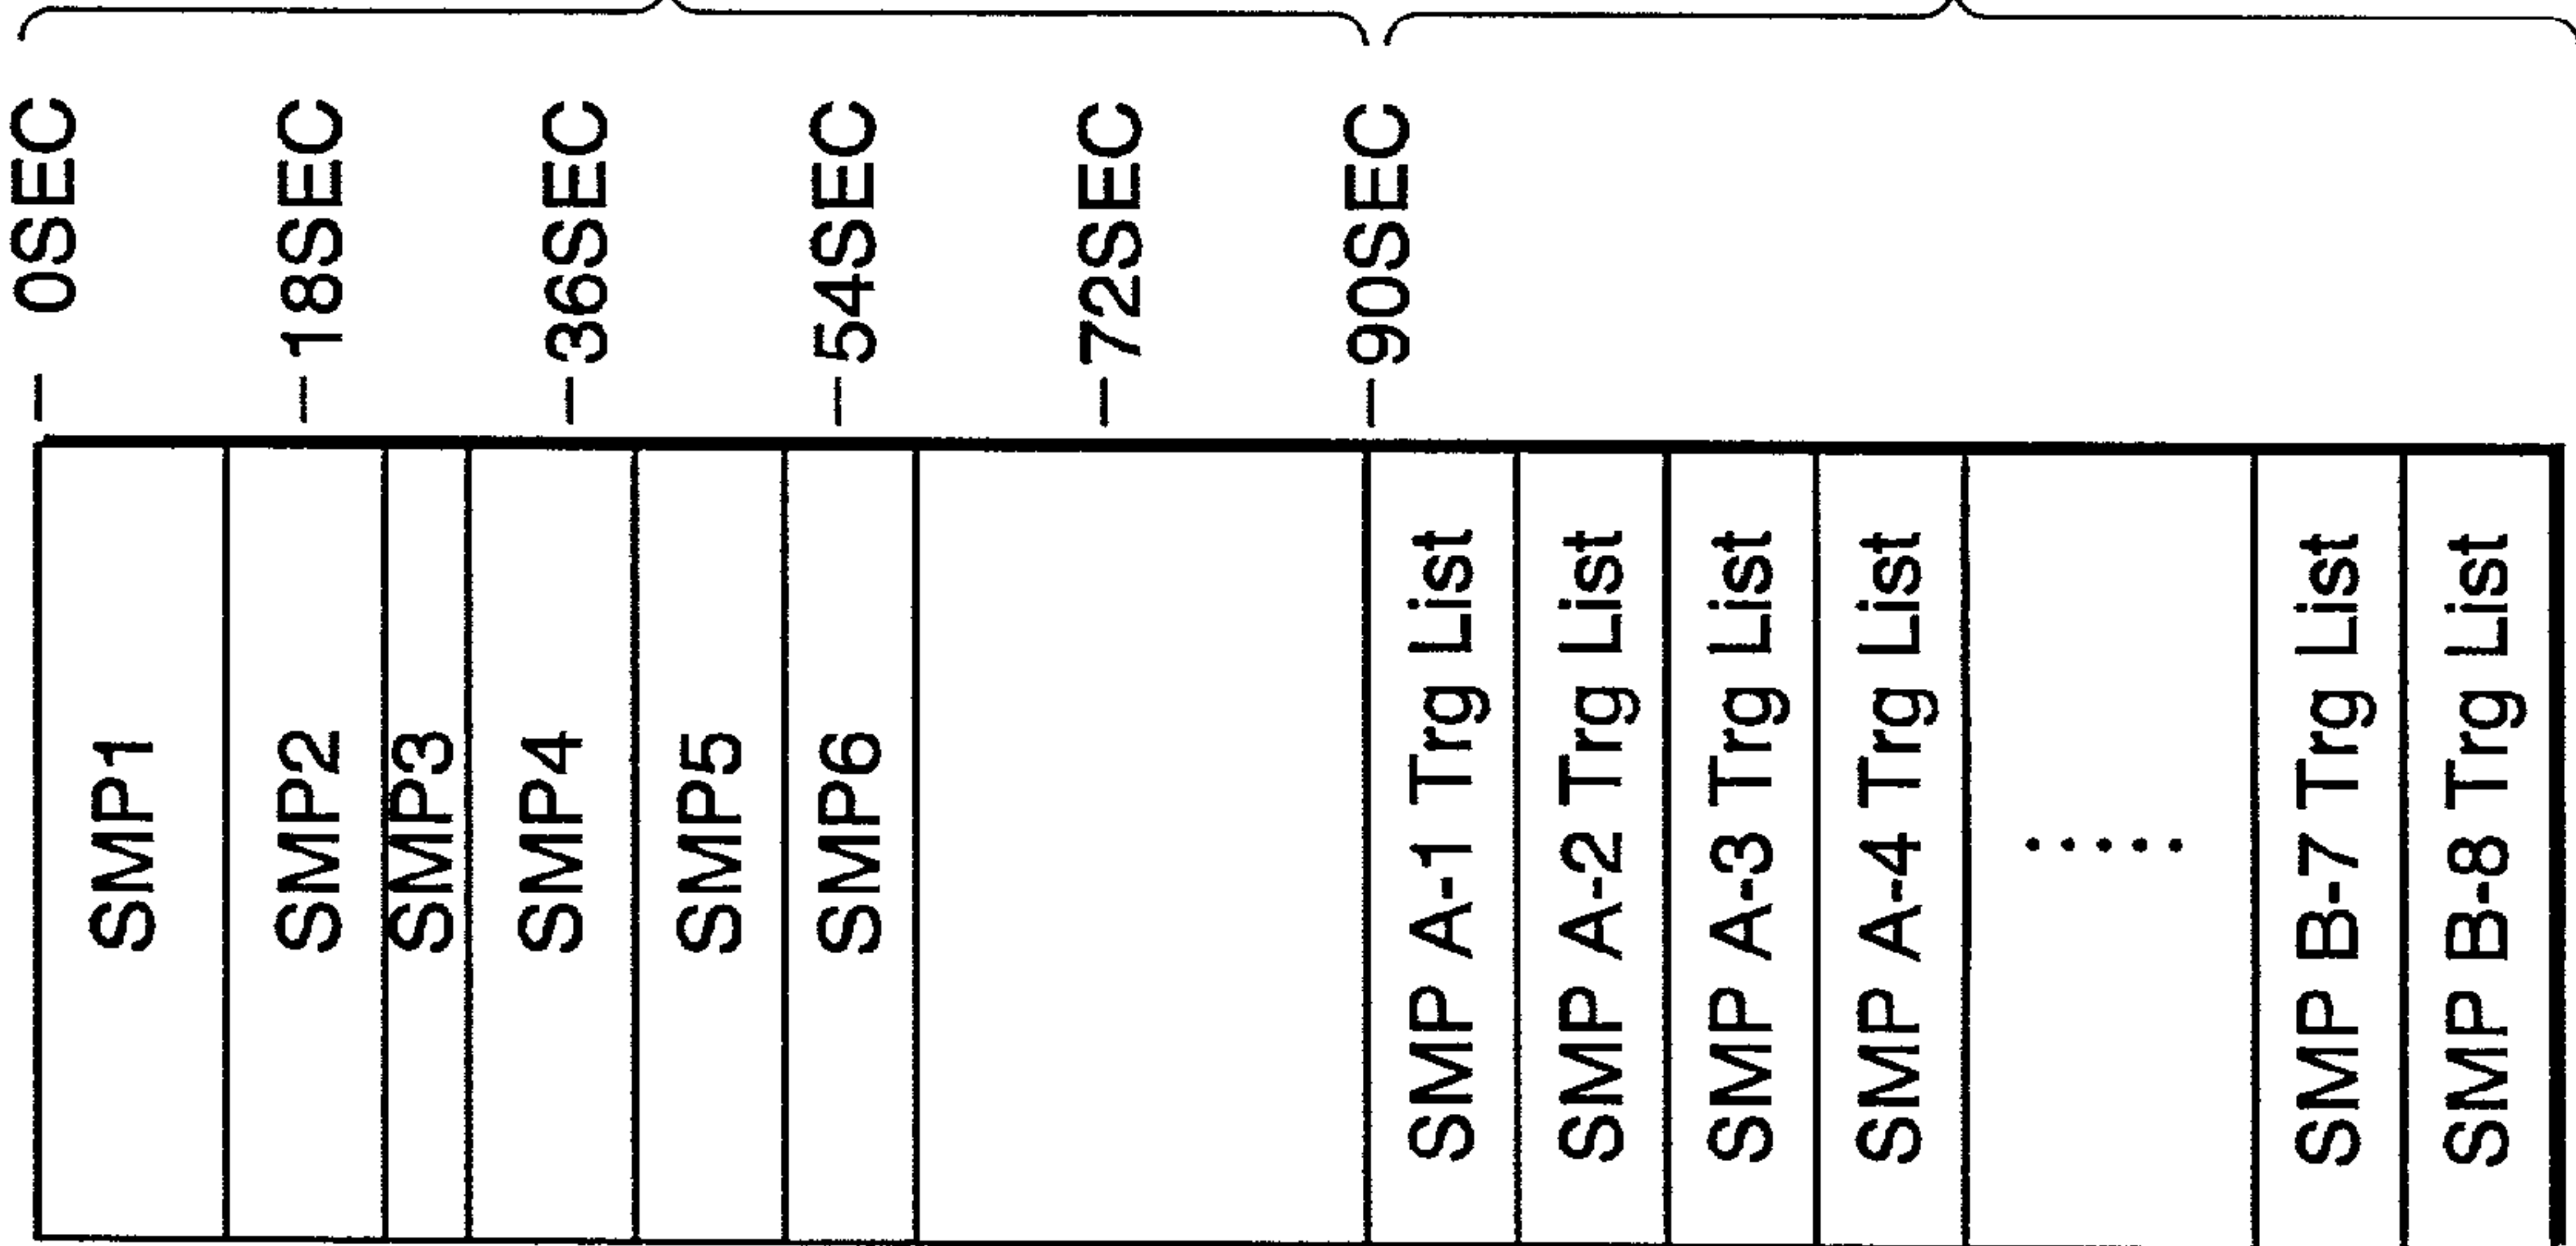 0SEC
18SEC
36SEC
54SEC
72SEC
90SEC
SMP1
SMP2
SMP3
SMP4
SMP5
SMP6
SMP A-1 Trg List
SMP A-2 Trg List
SMP A-3 Trg List
SMP A-4 Trg List
.....
SMP B-7 Trg List
SMP B-8 Trg List